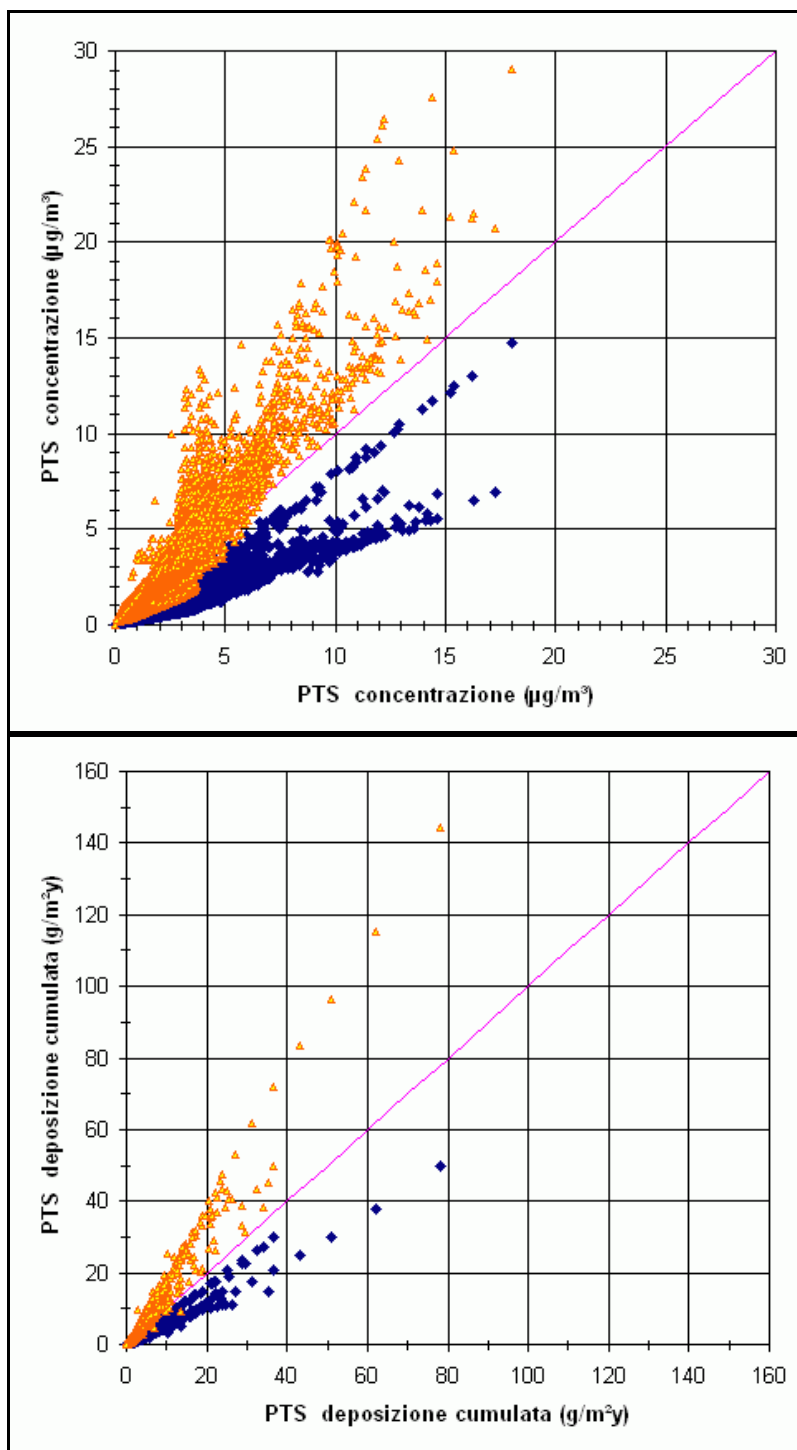 30
25
20
15
10
5
0
PTS concentrazione (µg/m³)
0 5 10 15 20 25 30
PTS concentrazione (µg/m³)
160
140
120
100
80
60
40
20
0
PTS deposizione cumulata (g/m²y)
0 20 40 60 80 100 120 140 160
PTS deposizione cumulata (g/m²y)